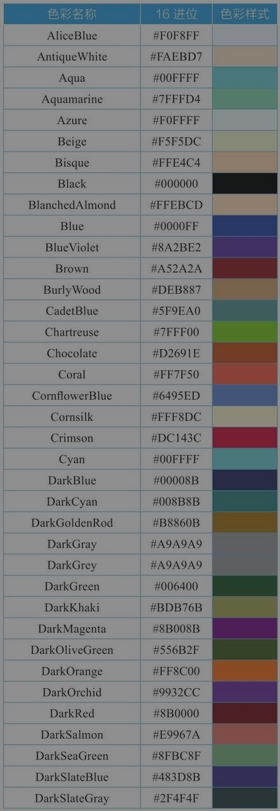 色彩名称 16 进位 色彩样式
AliceBlue #F0F8FF
AntiqueWhite #FAEBD7
Aqua #00FFFF
Aquamarine #7FFFD4
Azure #F0FFFF
Beige #F5F5DC
Bisque #FFE4C4
Black #000000
BlanchedAlmond #FFEBCD
Blue #0000FF
BlueViolet #8A2BE2
Brown #A52A2A
BurlyWood #DEB887
CadetBlue #5F9EA0
Chartreuse #7FFF00
Chocolate #D2691E
Coral #FF7F50
CornflowerBlue #6495ED
Cornsilk #FFF8DC
Crimson #DC143C
Cyan #00FFFF
DarkBlue #00008B
DarkCyan #008B8B
DarkGoldenRod #B8860B
DarkGray #A9A9A9
DarkGrey #A9A9A9
DarkGreen #006400
DarkKhaki #BDB76B
DarkMagenta #8B008B
DarkOliveGreen #556B2F
DarkOrange #FF8C00
DarkOrchid #9932CC
DarkRed #8B0000
DarkSalmon #E9967A
DarkSeaGreen #8FBC8F
DarkSlateBlue #483D8B
DarkSlateGray #2F4F4F